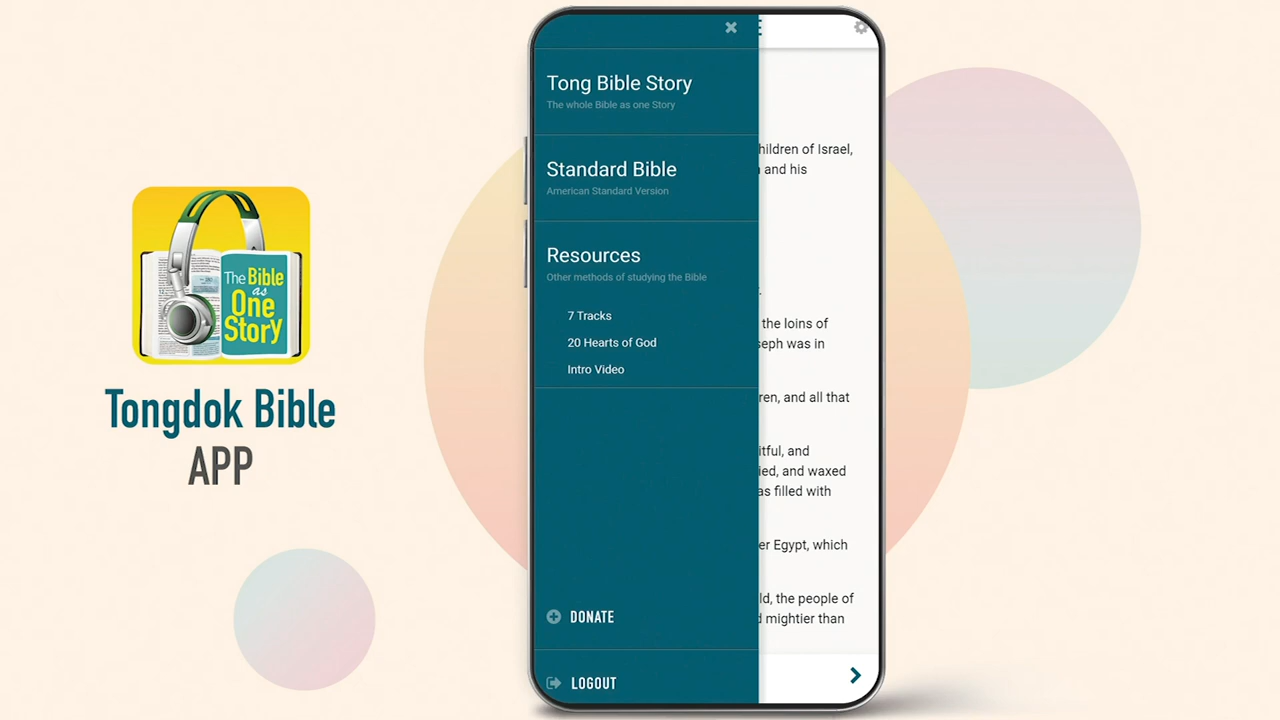 The Bible
as
One
Story
Tongdok Bible
APP
Tong Bible Story
The whole Bible as one Story
Standard Bible
American Standard Version
Resources
Other methods of studying the Bible
7 Tracks
20 Hearts of God
Intro Video
DONATE
LOGOUT
hildren of Israel,
and his
the loins of
seph was in
ren, and all that
itful, and
ied, and waxed
as filled with
er Egypt, which
ld, the people of
d mightier than